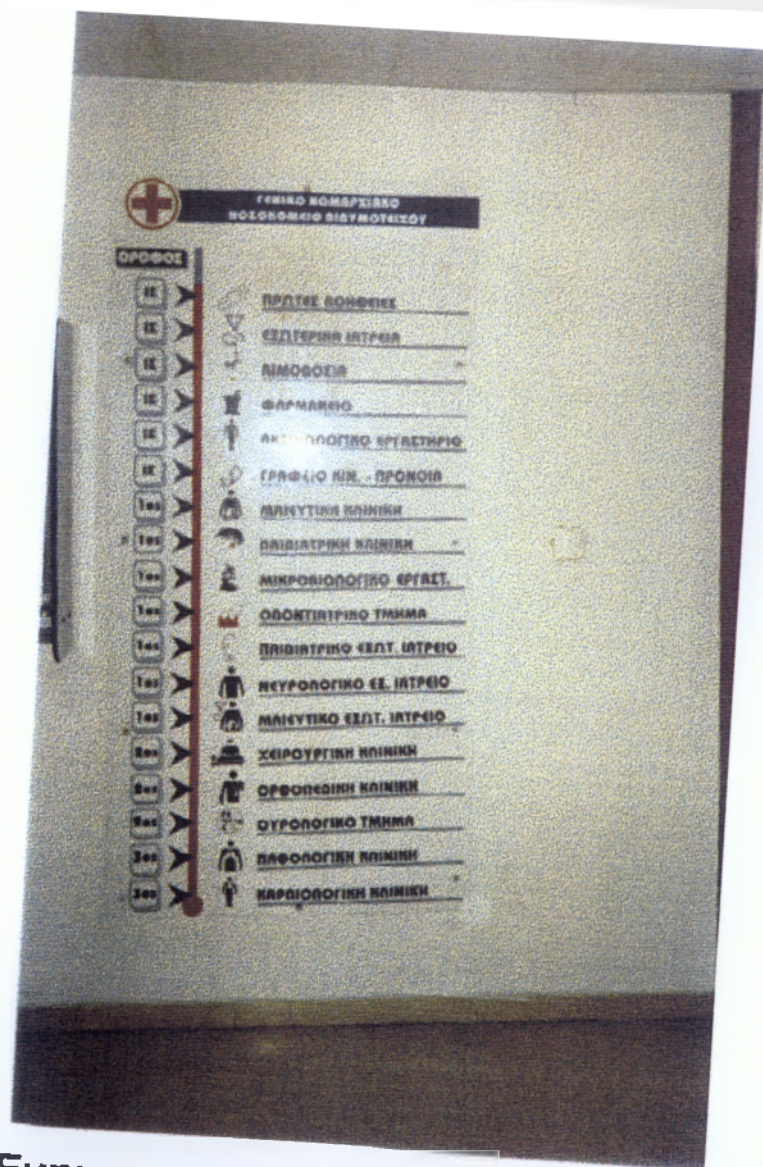 ΓΕΝΙΚΟ ΝΟΜΑΡΧΙΑΚΟ
ΝΟΣΟΚΟΜΕΙΟ ΔΙΔΥΜΟΤΕΙΧΟΥ
ΟΡΟΦΟΣ
ΙΣ ΠΡΩΤΕΣ ΒΟΗΘΕΙΕΣ
ΙΣ ΕΞΩΤΕΡΙΚΑ ΙΑΤΡΕΙΑ
ΙΣ ΑΙΜΟΔΟΣΙΑ
ΙΣ ΦΑΡΜΑΚΕΙΟ
ΙΣ ΕΡΓΑΣΤΗΡΙΟ
ΙΣ ΓΡΑΦΕΙΟ ΚΙΝ. - ΠΡΟΝΟΙΑ
1ος ΜΑΙΕΥΤΙΚΗ ΚΛΙΝΙΚΗ
1ος ΠΑΙΔΙΑΤΡΙΚΗ ΚΛΙΝΙΚΗ
1ος ΜΙΚΡΟΒΙΟΛΟΓΙΚΟ ΕΡΓΑΣΤ.
1ος ΟΔΟΝΤΙΑΤΡΙΚΟ ΤΜΗΜΑ
1ος ΠΑΙΔΙΑΤΡΙΚΟ ΕΞΩΤ. ΙΑΤΡΕΙΟ
1ος ΝΕΥΡΟΛΟΓΙΚΟ ΕΞ. ΙΑΤΡΕΙΟ
1ος ΜΑΙΕΥΤΙΚΟ ΕΞΩΤ. ΙΑΤΡΕΙΟ
2ος ΧΕΙΡΟΥΡΓΙΚΗ ΚΛΙΝΙΚΗ
2ος ΟΡΘΟΠΕΔΙΚΗ ΚΛΙΝΙΚΗ
2ος ΟΥΡΟΛΟΓΙΚΟ ΤΜΗΜΑ
3ος ΠΑΘΟΛΟΓΙΚΗ ΚΛΙΝΙΚΗ
3ος ΚΑΡΔΙΟΛΟΓΙΚΗ ΚΛΙΝΙΚΗ